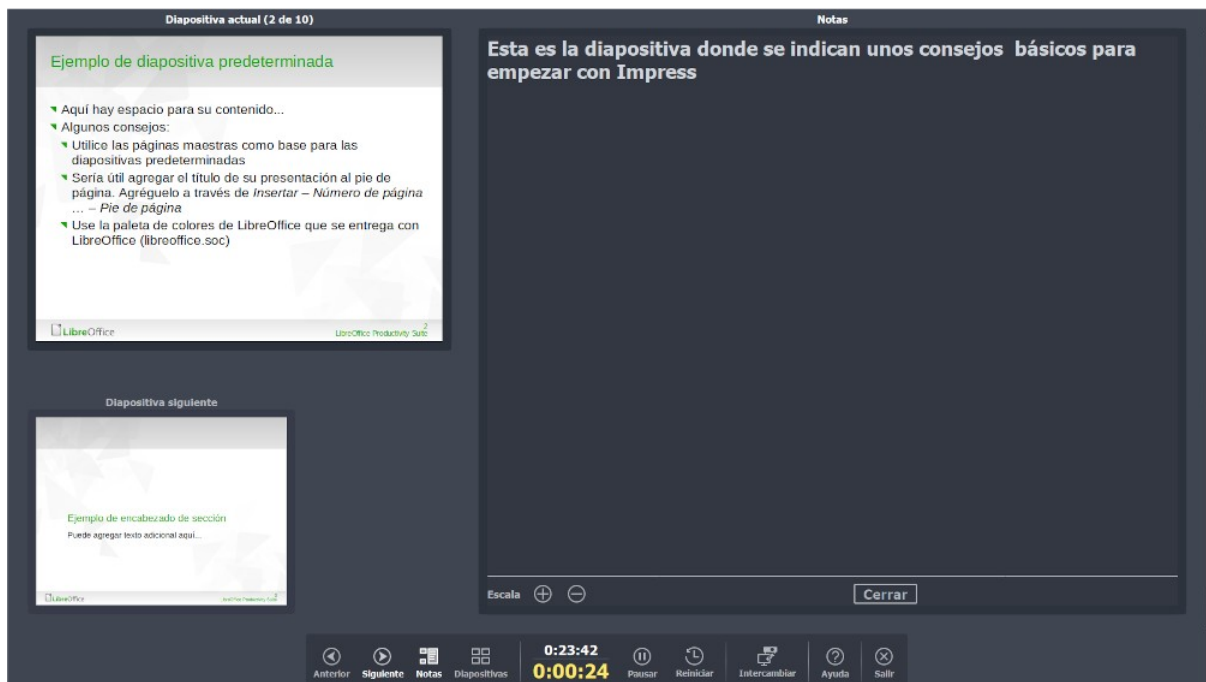 Diapositiva actual (2 de 10)
Ejemplo de diapositiva predeterminada
Aquí hay espacio para su contenido...
Algunos consejos:
Utilice las páginas maestras como base para las
diapositivas predeterminadas
Sería útil agregar el título de su presentación al pie de
página. Agréguelo a través de Insertar – Número de página
... – Pie de página
Use la paleta de colores de LibreOffice que se entrega con
LibreOffice (libreoffice.soc)
LibreOffice
LibreOffice Productivity Suite
2
Diapositiva siguiente
Ejemplo de encabezado de sección
Puede agregar texto adicional aquí...
LibreOffice
LibreOffice Productivity Suite
Notas
Esta es la diapositiva donde se indican unos consejos básicos para
empezar con Impress
Escala
Cerrar
Anterior
Siguiente
Notas
Diapositivas
0:23:42
0:00:24
Pausar
Reiniciar
Intercambiar
Ayuda
Salir